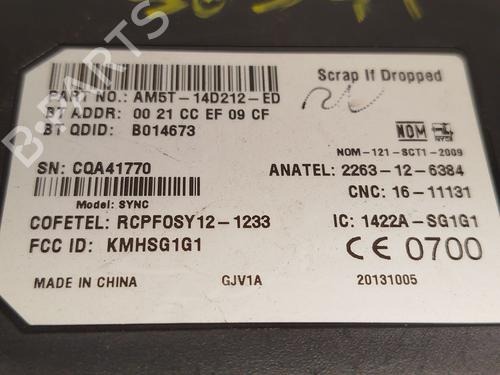 Scrap If Dropped
PART NO.: AM5T-14D212-ED
BT ADDR: 00 21 CC EF 09 CF
BT QDID: B014673
NOM NYCE
NOM-121-SCT1-2009
SN: CQA41770
ANATEL: 2263-12-6384
CNC: 16-11131
Model: SYNC
COFETEL: RCPFOSY12-1233
IC: 1422A-SG1G1
FCC ID: KMHSG1G1
CE 0700
MADE IN CHINA GJV1A 20131005
B-PARTS